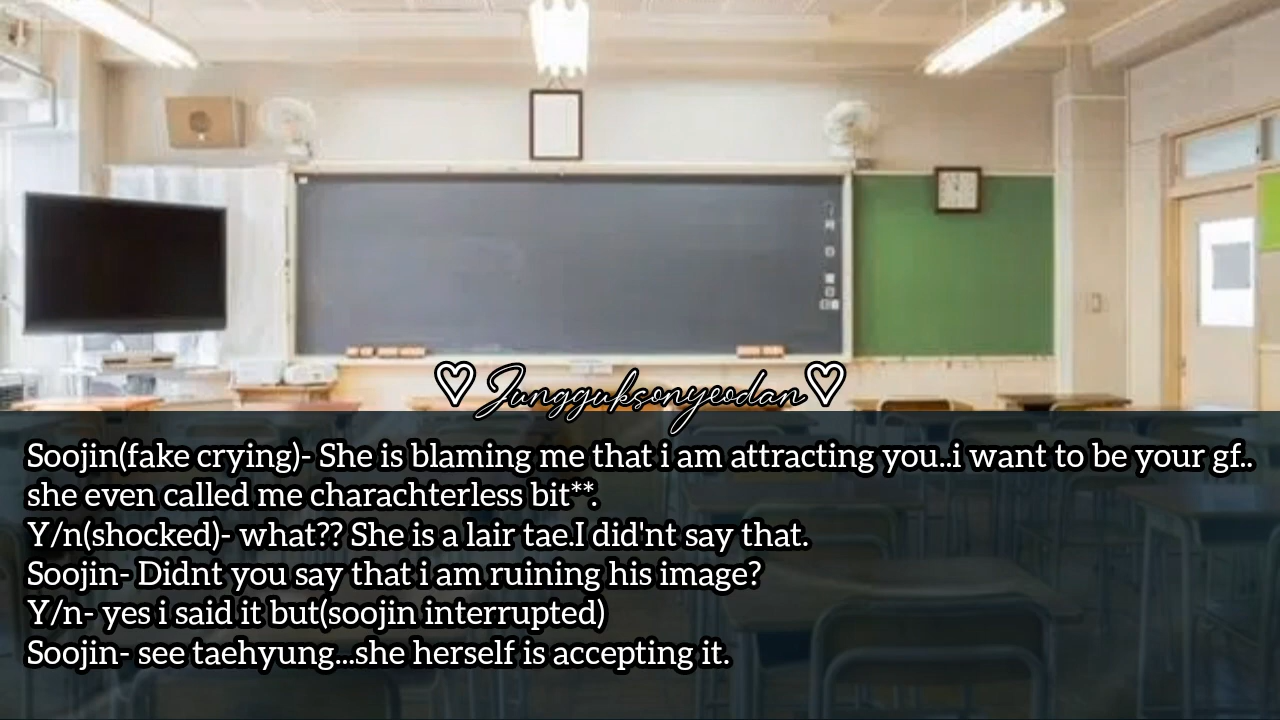 ♡Jungguksonyeodan♡
Soojin(fake crying)- She is blaming me that i am attracting you..i want to be your gf..
she even called me charachterless bit**.
Y/n(shocked)- what?? She is a lair tae.I did'nt say that.
Soojin- Didnt you say that i am ruining his image?
Y/n- yes i said it but(soojin interrupted)
Soojin- see taehyung...she herself is accepting it.